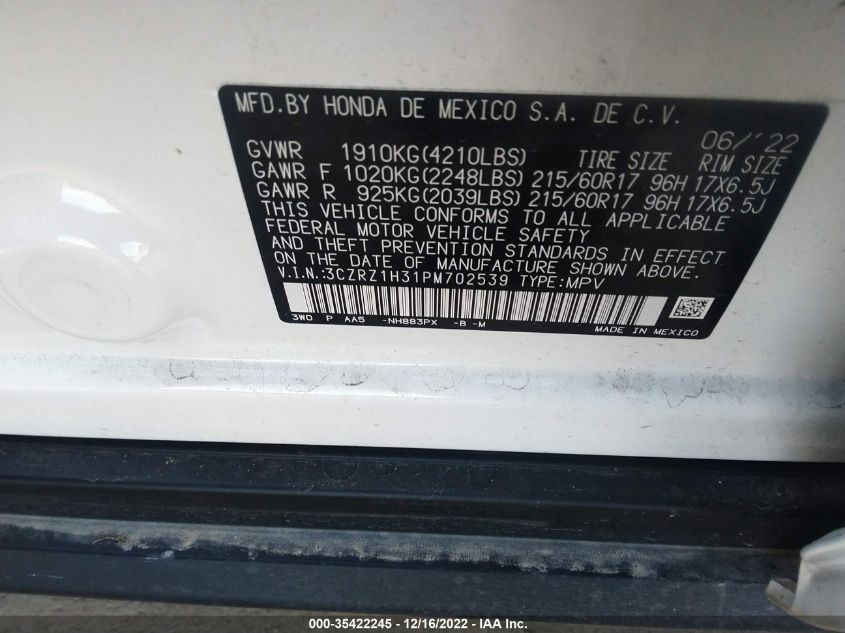 MFD.BY HONDA DE MEXICO S.A. DE C.V.
06/'22
GVWR 1910KG(4210LBS) TIRE SIZE RIM SIZE
GAWR F 1020KG(2248LBS) 215/60R17 96H 17X6.5J
GAWR R 925KG(2039LBS) 215/60R17 96H 17X6.5J
THIS VEHICLE CONFORMS TO ALL APPLICABLE
FEDERAL MOTOR VEHICLE SAFETY
AND THEFT PREVENTION STANDARDS IN EFFECT
ON THE DATE OF MANUFACTURE SHOWN ABOVE.
V.I.N.:3CZRZ1H31PM702539 TYPE:MPV
3W0 P AA5 -NH883PX -B -M
MADE IN MEXICO
000-35422245 - 12/16/2022 - IAA Inc.